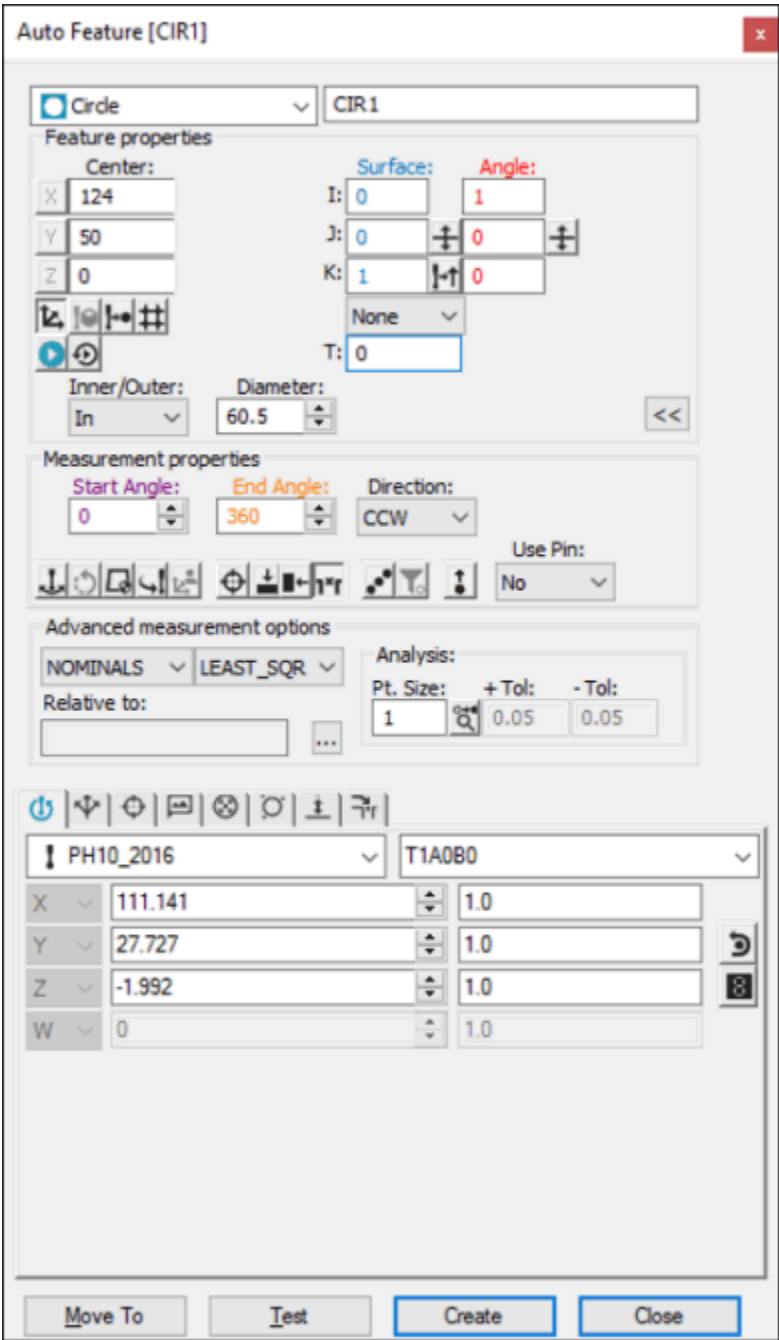 Auto Feature [CIR1]
x
Circle CIR1
Feature properties
Center: Surface: Angle:
X 124 I: 0 1
Y 50 J: 0 0
Z 0 K: 1 0
None
T: 0
Inner/Outer: Diameter:
In 60.5 <<
Measurement properties
Start Angle: End Angle: Direction:
0 360 CCW
Use Pin:
No
Advanced measurement options
NOMINALS LEAST_SQR Analysis:
Pt. Size: + Tol: - Tol:
Relative to: 1 0.05 0.05
...
PH10_2016 T1A0B0
X 111.141 1.0
Y 27.727 1.0
Z -1.992 1.0
8
W 0 1.0
Move To Test Create Close